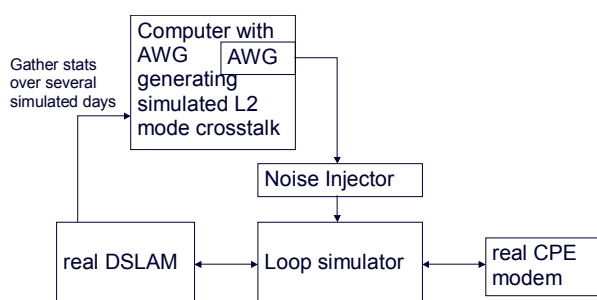 Gather stats
over several
simulated days
Computer with
AWG
AWG
generating
simulated L2
mode crosstalk
Noise Injector
real DSLAM
Loop simulator
real CPE
modem